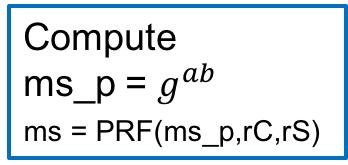 Compute
ms_p = g^{ab}
ms = PRF(ms_p,rC,rS)